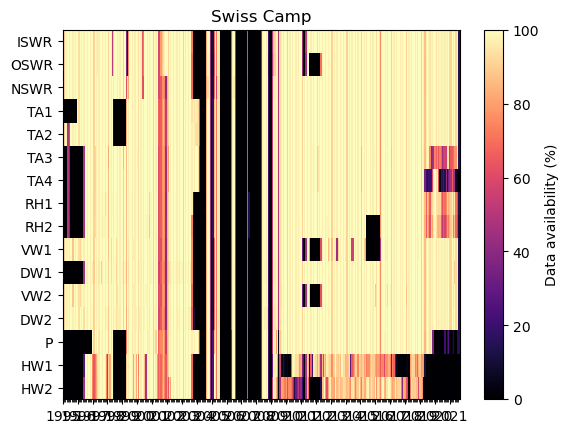 Swiss Camp
ISWR
OSWR
NSWR
TA1
TA2
TA3
TA4
RH1
RH2
VW1
DW1
VW2
DW2
P
HW1
HW2
100
80
60
40
20
0
Data availability (%)